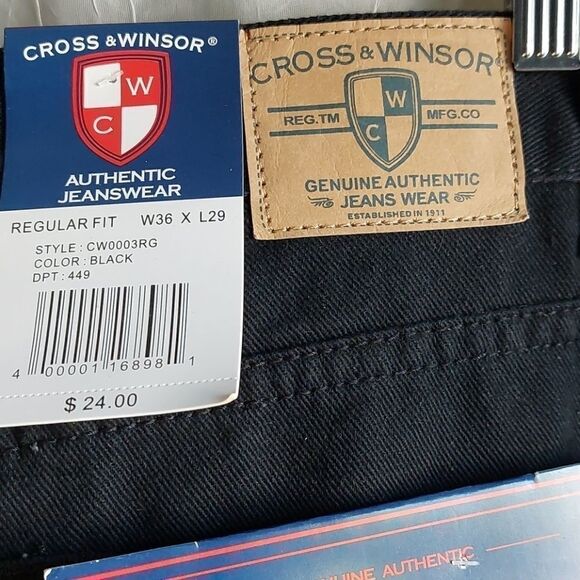 CROSS & WINSOR®
W
C
AUTHENTIC
JEANSWEAR
REGULAR FIT W36 X L29
STYLE : CW0003RG
COLOR : BLACK
DPT : 449
4 00001 16898 1
$ 24.00
CROSS & WINSOR®
REG.TM
W
C
MFG.CO
GENUINE AUTHENTIC
JEANS WEAR
ESTABLISHED IN 1911
AUTHENTIC